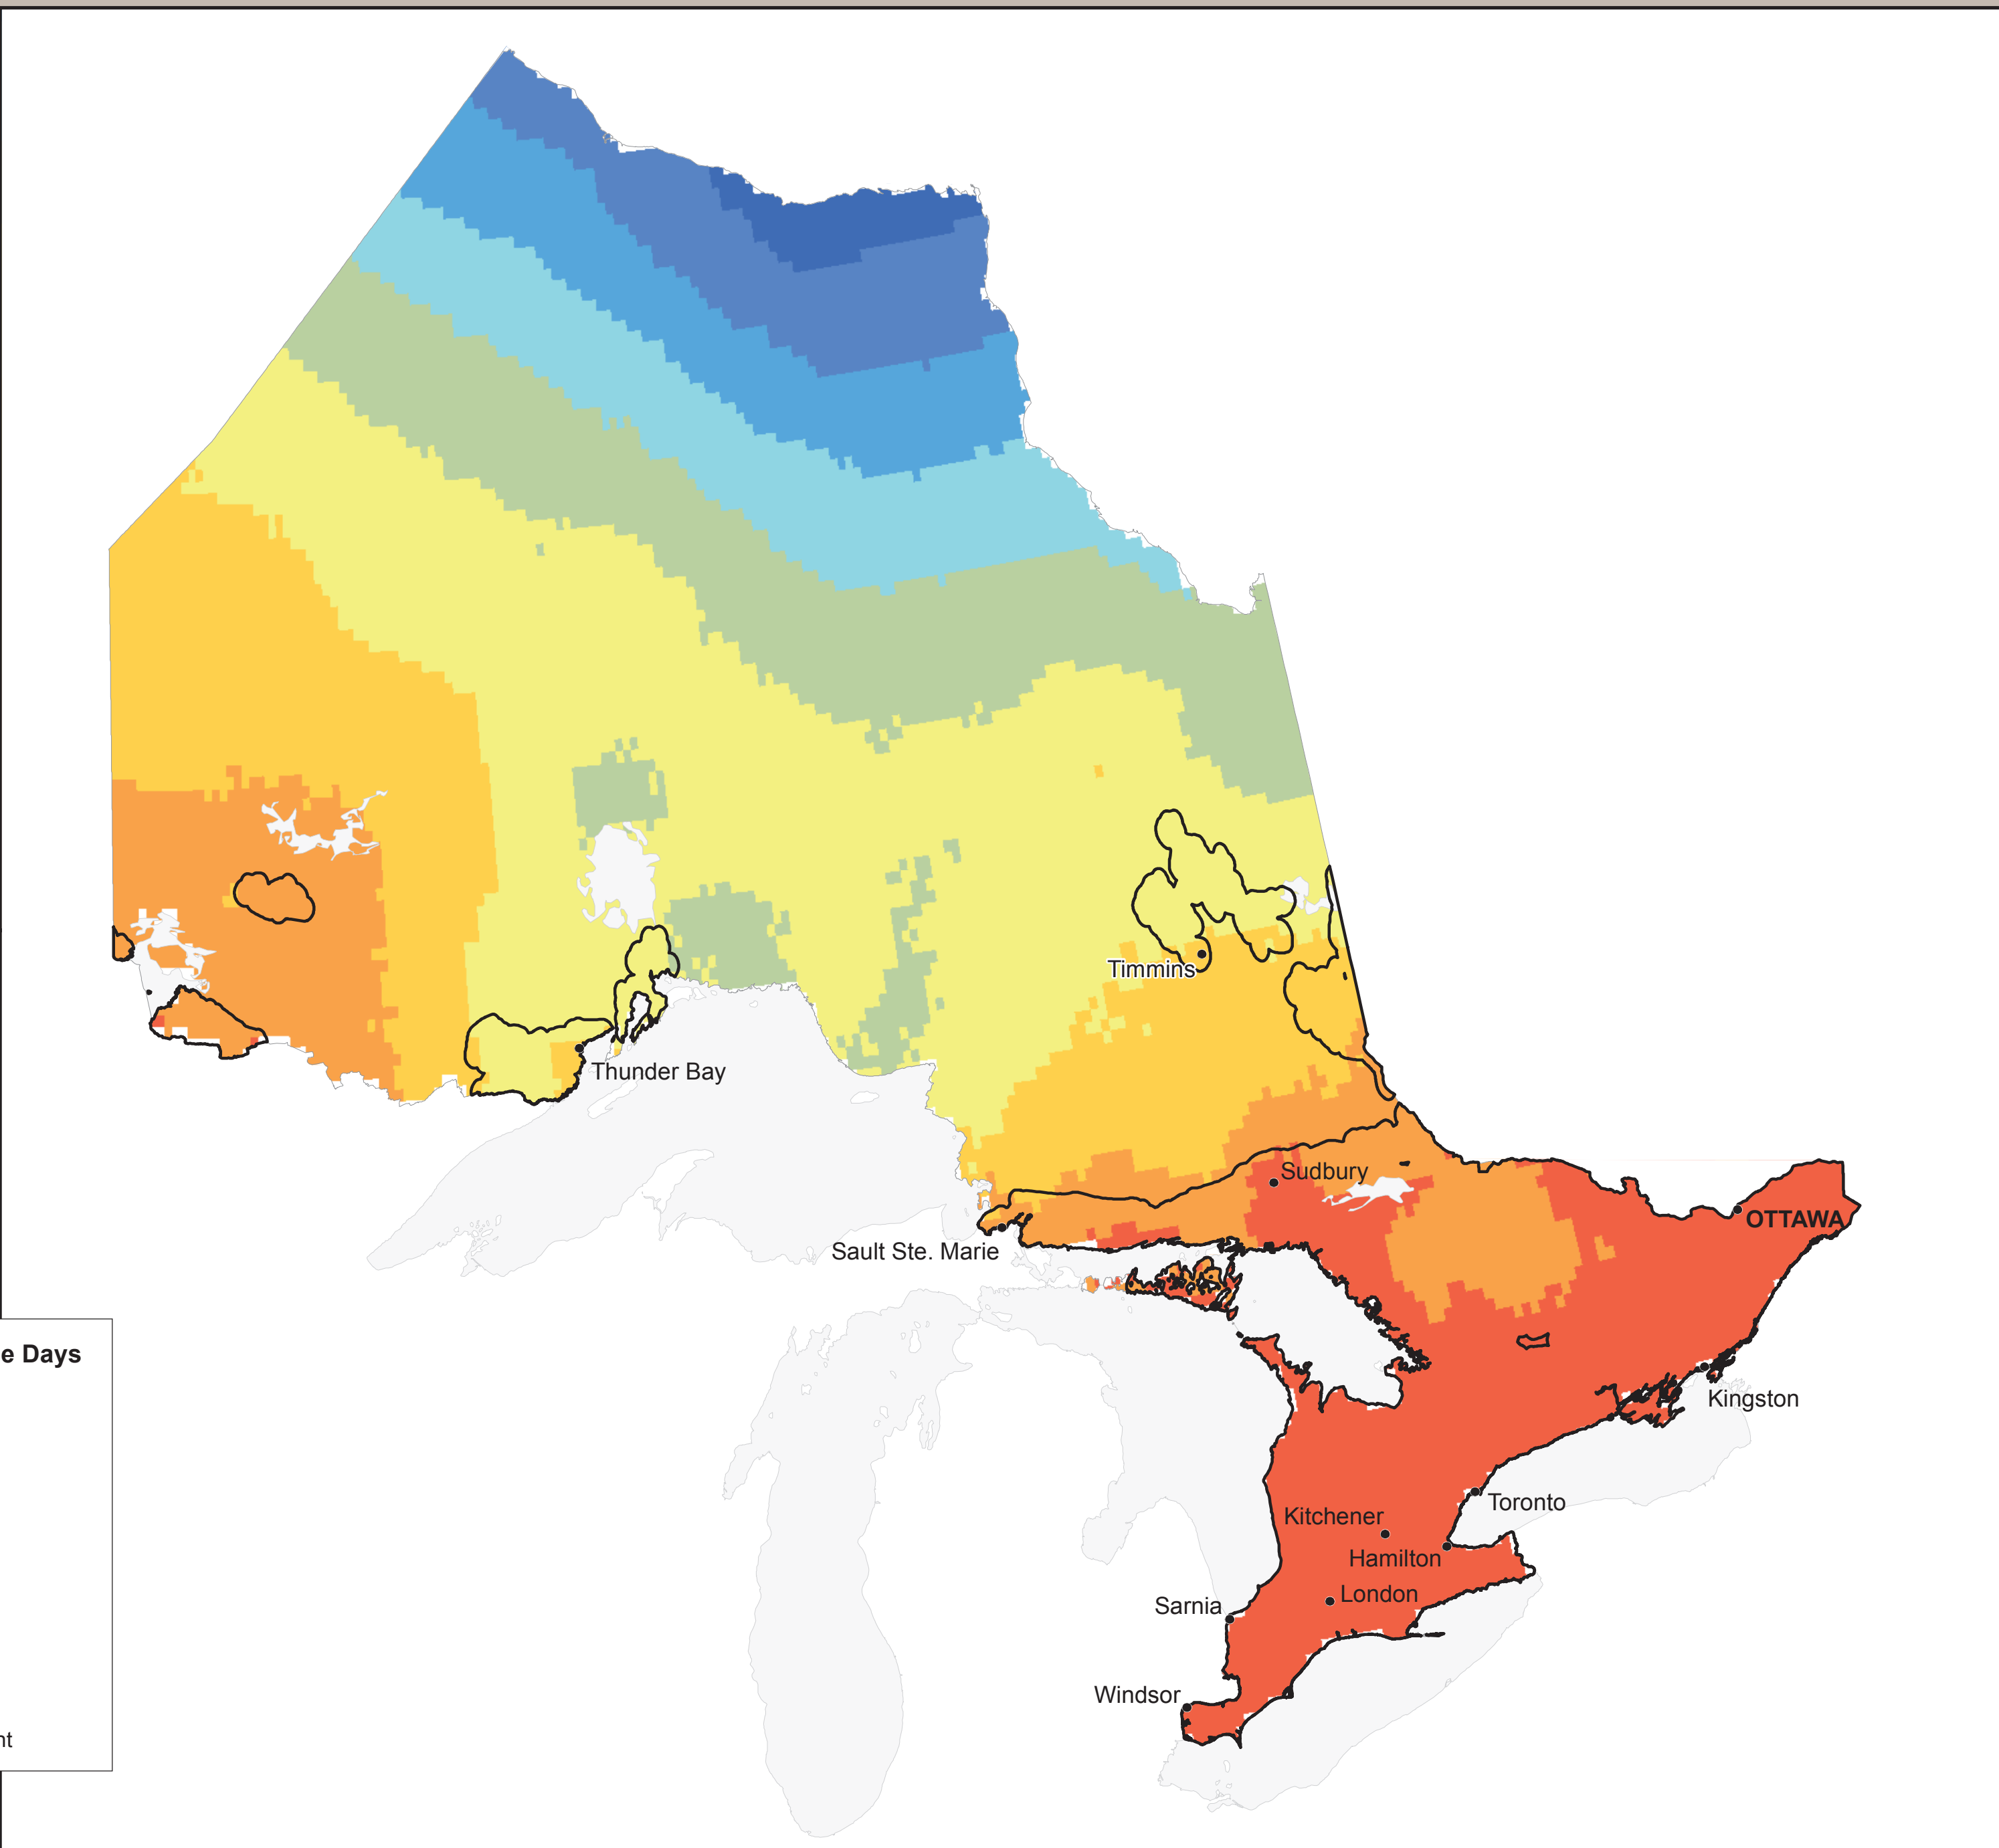 Timmins
Thunder Bay
Sudbury
OTTAWA
Sault Ste. Marie
e Days
Kingston
Toronto
Kitchener
Hamilton
London
Sarnia
Windsor
nt